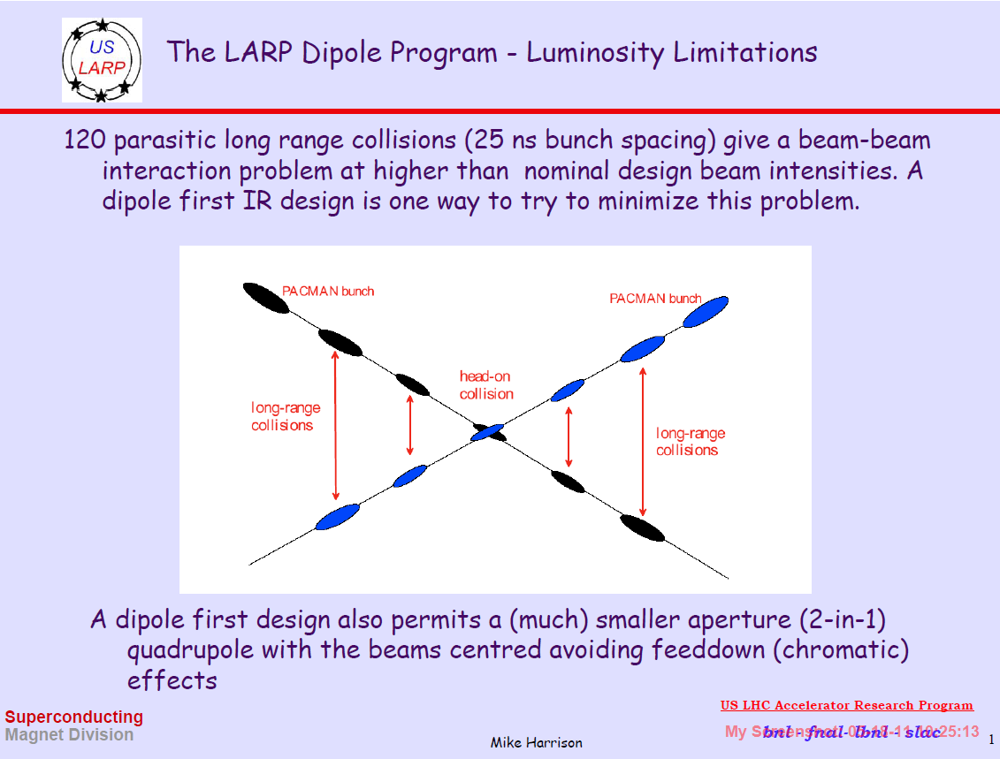 US
LARP
The LARP Dipole Program - Luminosity Limitations
120 parasitic long range collisions (25 ns bunch spacing) give a beam-beam
interaction problem at higher than nominal design beam intensities. A
dipole first IR design is one way to try to minimize this problem.
PACMAN bunch
PACMAN bunch
head-on
collision
long-range
collisions
long-range
collisions
A dipole first design also permits a (much) smaller aperture (2-in-1)
quadrupole with the beams centred avoiding feeddown (chromatic)
effects
Superconducting
Magnet Division
Mike Harrison
US LHC Accelerator Research Program
bnl - fnal- lbnl - slac
My Screenshot
25:13
1